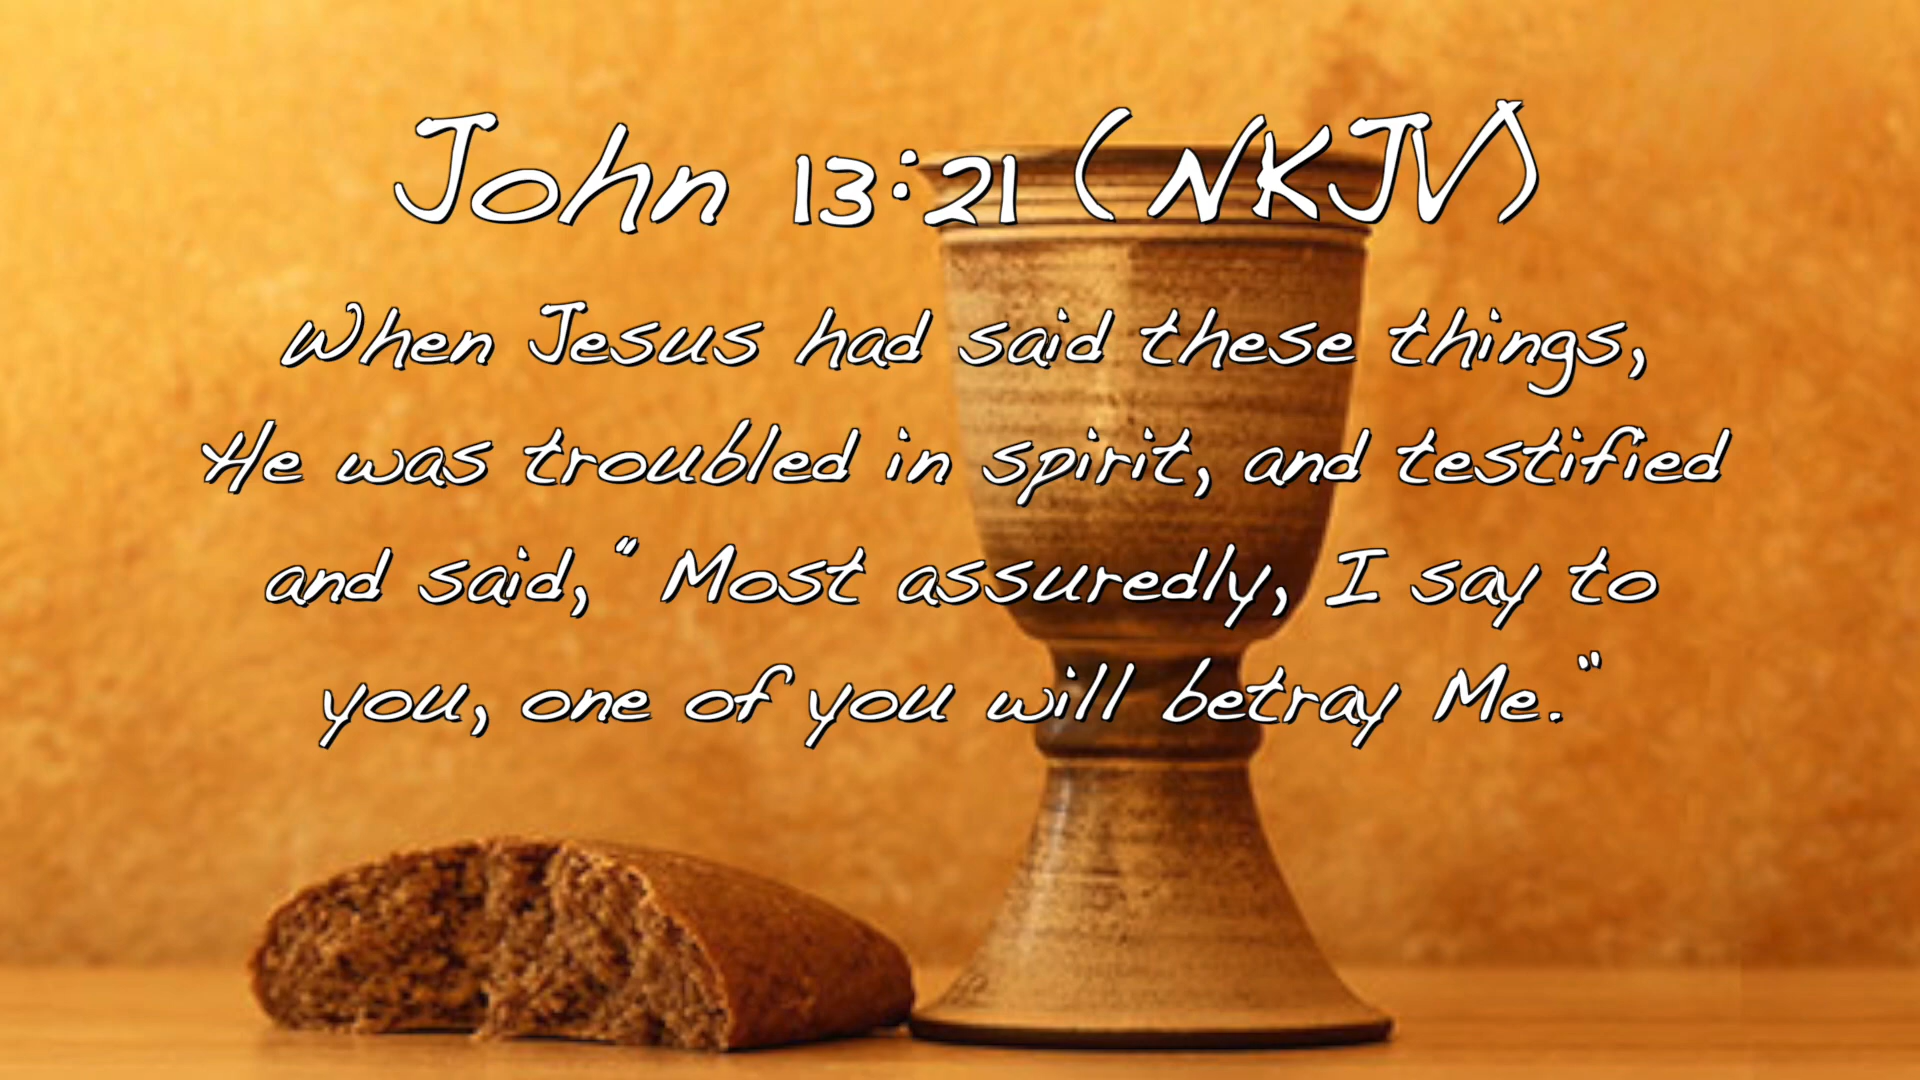 John 13:21 (NKJV)
When Jesus had said these things,
He was troubled in spirit, and testified
and said, "Most assuredly, I say to
you, one of you will betray Me."